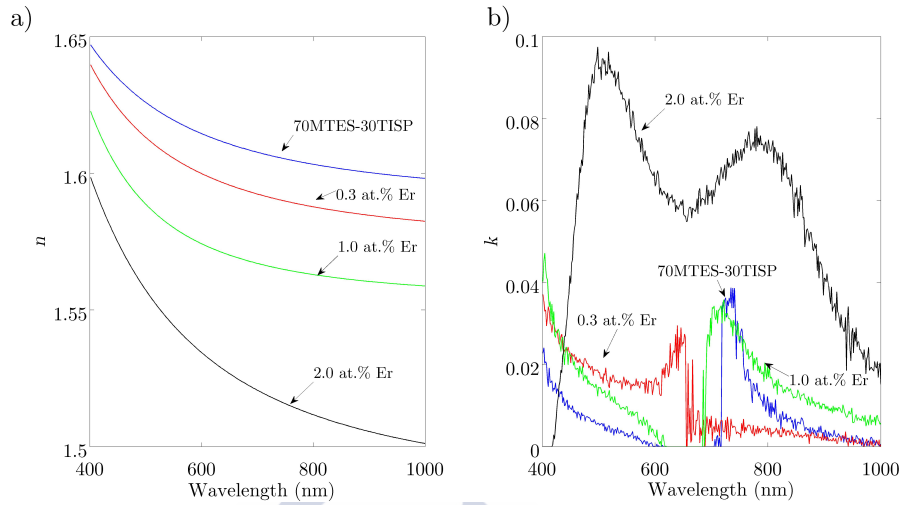 a)
1.65
1.6
1.55
1.5
n
70MTES-30TISP
0.3 at.% Er
1.0 at.% Er
2.0 at.% Er
400 600 800 1000
Wavelength (nm)
b)
0.1
0.08
0.06
0.04
0.02
0
k
2.0 at.% Er
70MTES-30TISP
0.3 at.% Er
1.0 at.% Er
400 600 800 1000
Wavelength (nm)